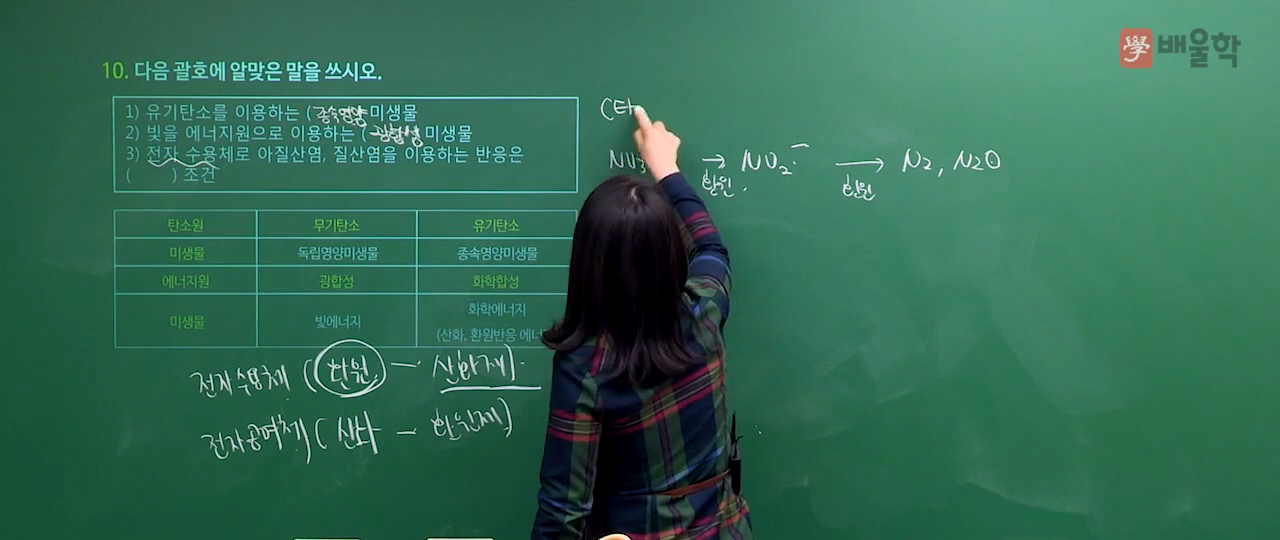 學 배울학
10. 다음 괄호에 알맞은 말을 쓰시오.
1) 유기탄소를 이용하는 (종속영양 미생물
2) 빛을 에너지원으로 이용하는 (광합성 미생물
3) 전자 수용체로 아질산염, 질산염을 이용하는 반응은
( ) 조건
탄소원 무기탄소 유기탄소
미생물 독립영양미생물 종속영양미생물
에너지원 광합성 화학합성
미생물 빛에너지 화학에너지
(산화, 환원반응 에너
전자수용체 (환원 — 산화제)
전자공여체 (산화 — 환원제)
(타
→ NO2- → N2, N2O
환원 환원